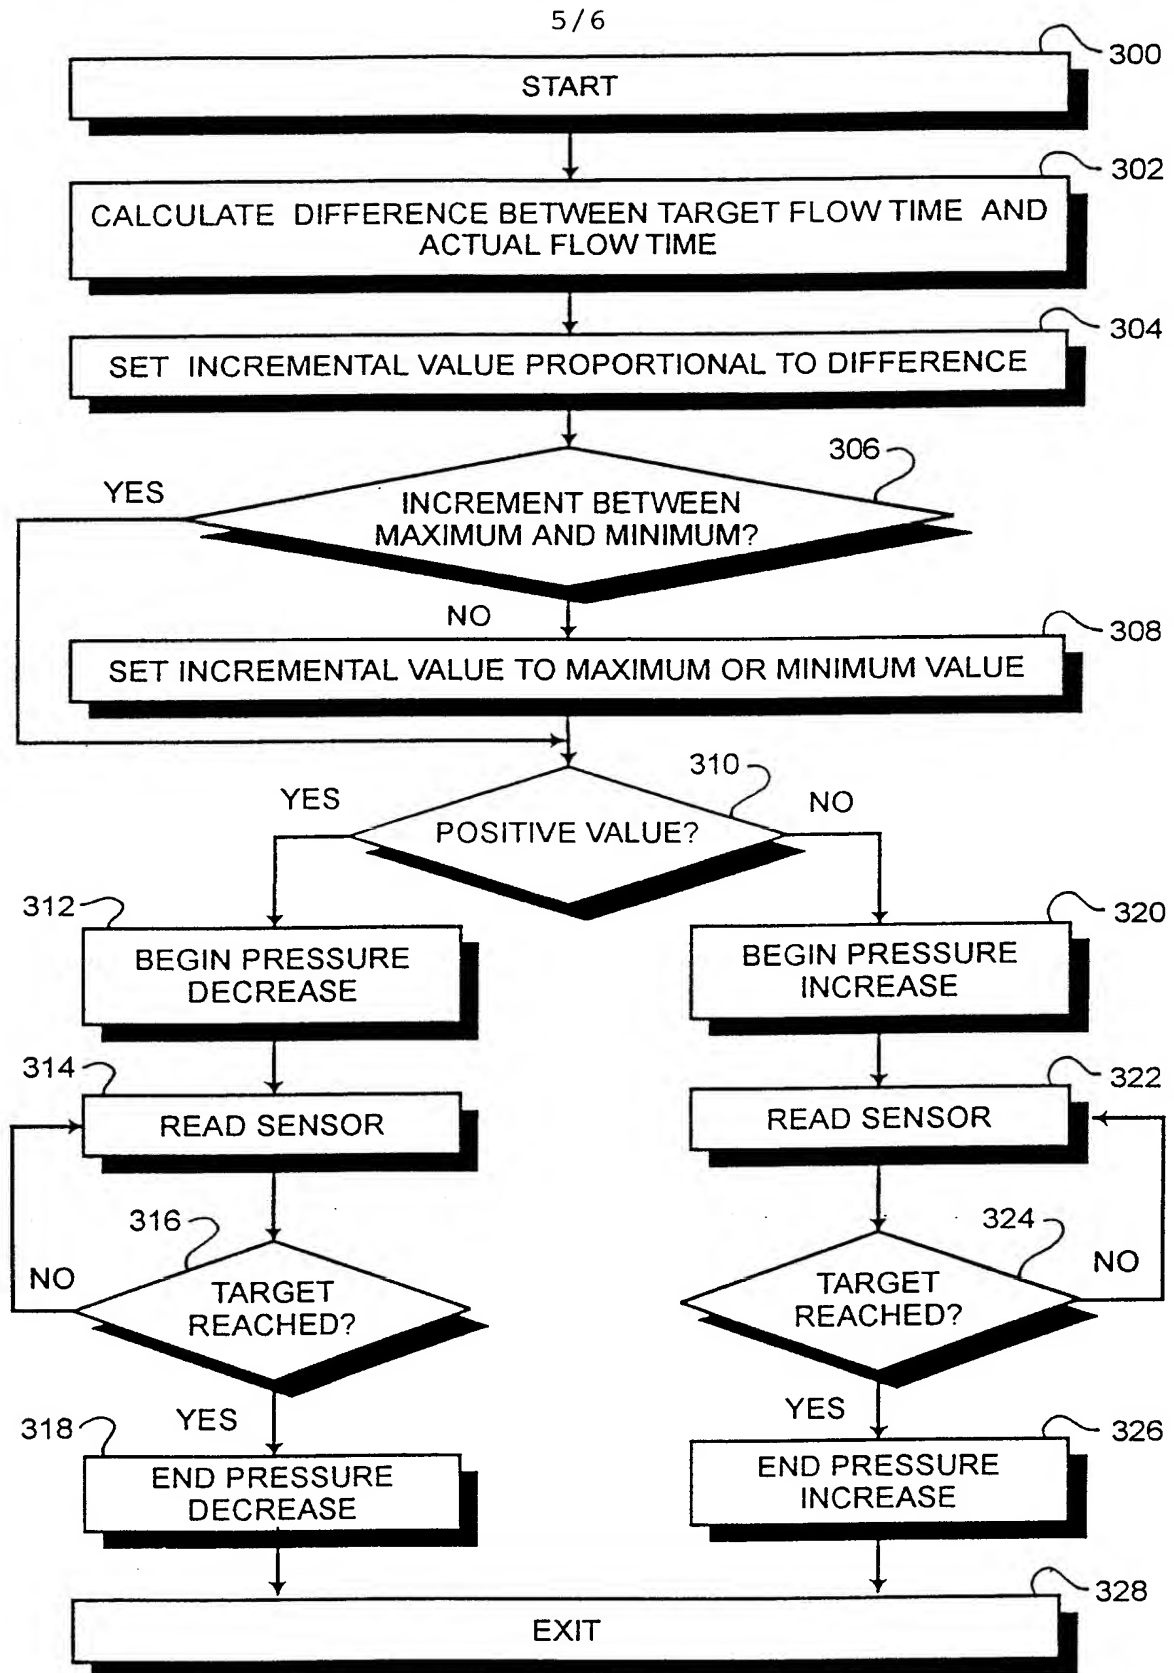 5/6
300
START
302
CALCULATE DIFFERENCE BETWEEN TARGET FLOW TIME AND
ACTUAL FLOW TIME
304
SET INCREMENTAL VALUE PROPORTIONAL TO DIFFERENCE
306
YES
INCREMENT BETWEEN
MAXIMUM AND MINIMUM?
NO
308
SET INCREMENTAL VALUE TO MAXIMUM OR MINIMUM VALUE
310
YES
NO
POSITIVE VALUE?
312
BEGIN PRESSURE
DECREASE
320
BEGIN PRESSURE
INCREASE
314
READ SENSOR
322
READ SENSOR
316
NO
TARGET
REACHED?
324
NO
TARGET
REACHED?
YES
YES
318
END PRESSURE
DECREASE
326
END PRESSURE
INCREASE
328
EXIT